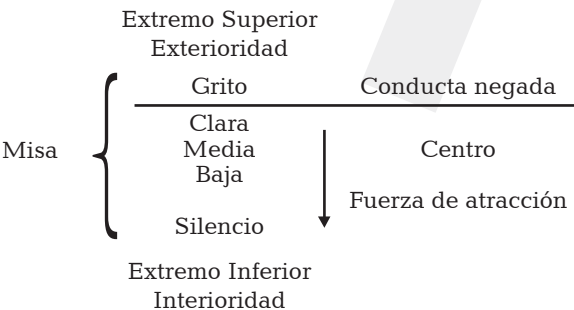 Extremo Superior
Exterioridad
Grito Conducta negada
Clara
Misa Media Centro
Baja
Fuerza de atracción
Silencio
Extremo Inferior
Interioridad